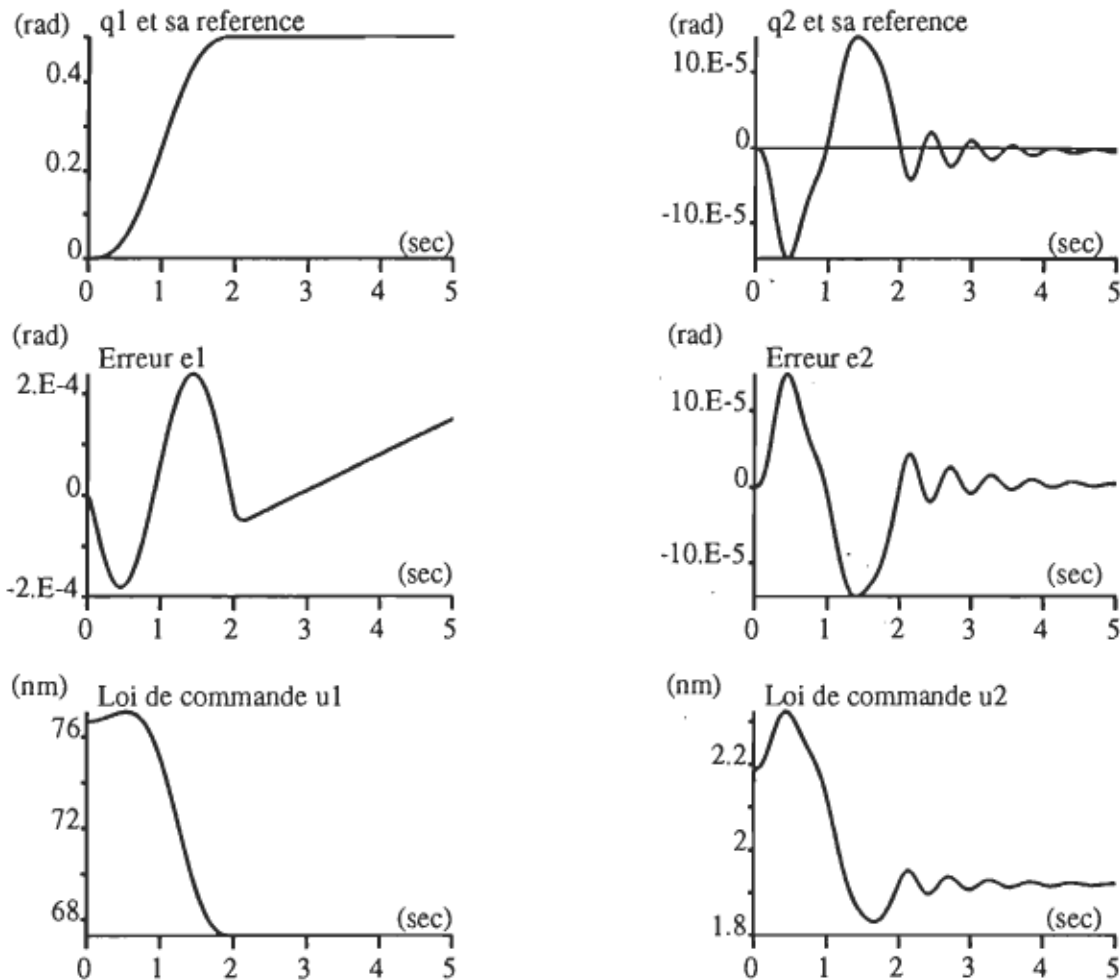 (rad) q1 et sa reference
0.4
0.2
0
(sec)
0 1 2 3 4 5
(rad) q2 et sa reference
10.E-5
0
-10.E-5
(sec)
0 1 2 3 4 5
(rad)
Erreur e1
2.E-4
0
-2.E-4
(sec)
0 1 2 3 4 5
(rad)
Erreur e2
10.E-5
0
-10.E-5
(sec)
0 1 2 3 4 5
(nm)
Loi de commande u1
76
72
68
(sec)
0 1 2 3 4 5
(nm)
Loi de commande u2
2.2
2
1.8
(sec)
0 1 2 3 4 5